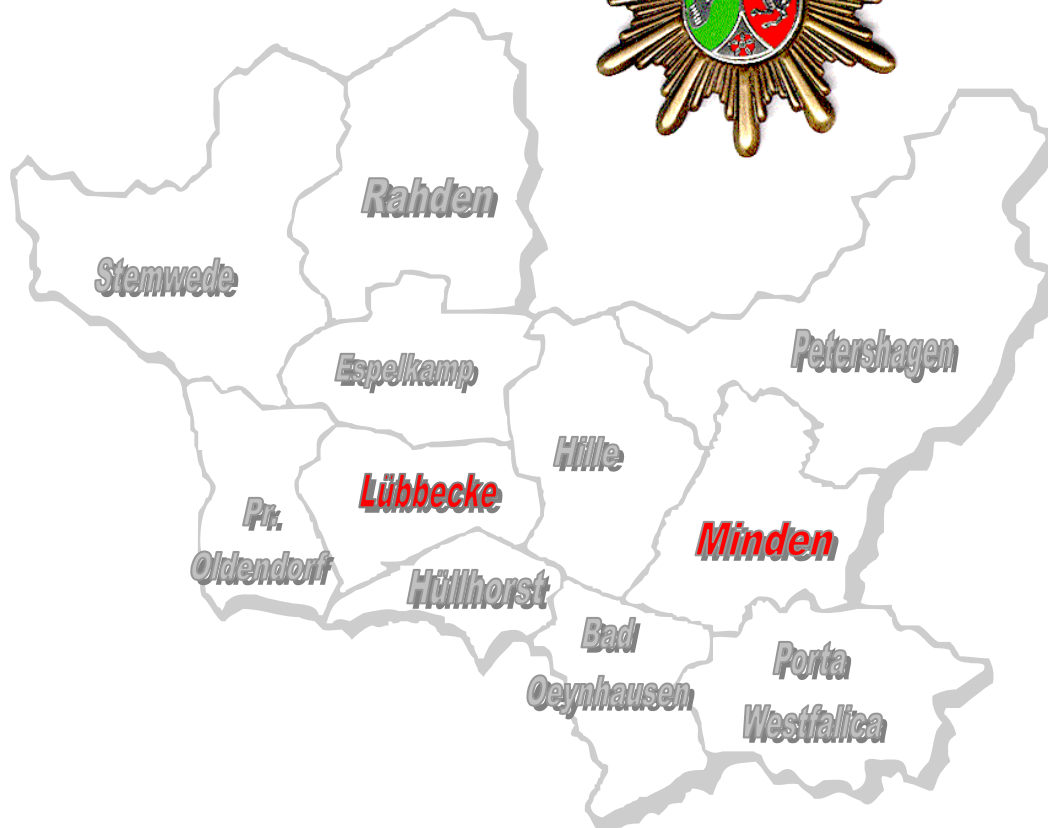 Rahden
Stemwede
Petershagen
Espelkamp
Hille
Lübbecke
Pr.
Oldendorf
Minden
Hüllhorst
Bad
Oeynhausen
Porta
Westfalica